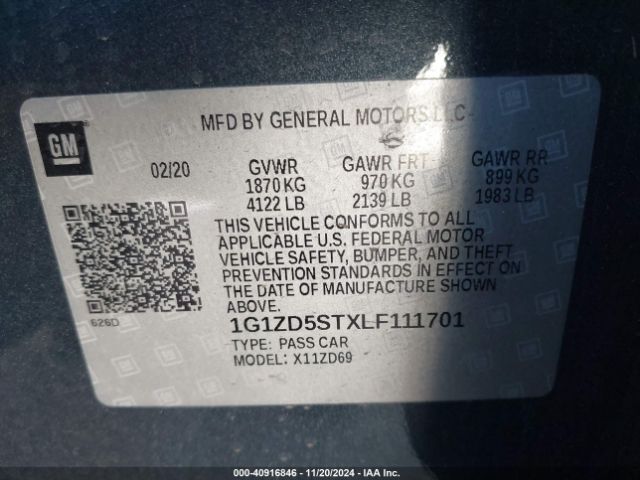 GM
MFD BY GENERAL MOTORS LLC
02/20 GVWR GAWR FRT GAWR RR
1870 KG 970 KG 899 KG
4122 LB 2139 LB 1983 LB
THIS VEHICLE CONFORMS TO ALL
APPLICABLE U.S. FEDERAL MOTOR
VEHICLE SAFETY, BUMPER, AND THEFT
PREVENTION STANDARDS IN EFFECT ON
THE DATE OF MANUFACTURE SHOWN
ABOVE.
626D
1G1ZD5STXLF111701
TYPE: PASS CAR
MODEL: X11ZD69
000-40916846 - 11/20/2024 - IAAI.COM